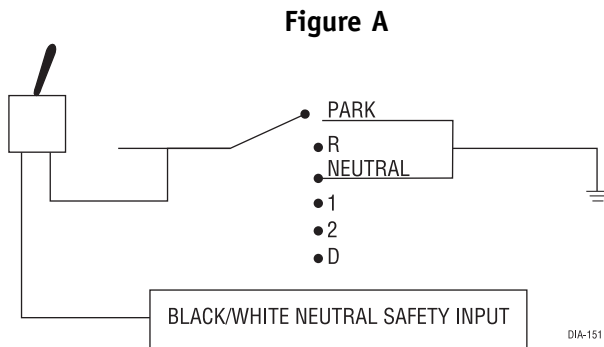 Figure A
PARK
R
NEUTRAL
1
2
D
BLACK/WHITE NEUTRAL SAFETY INPUT
DIA-151